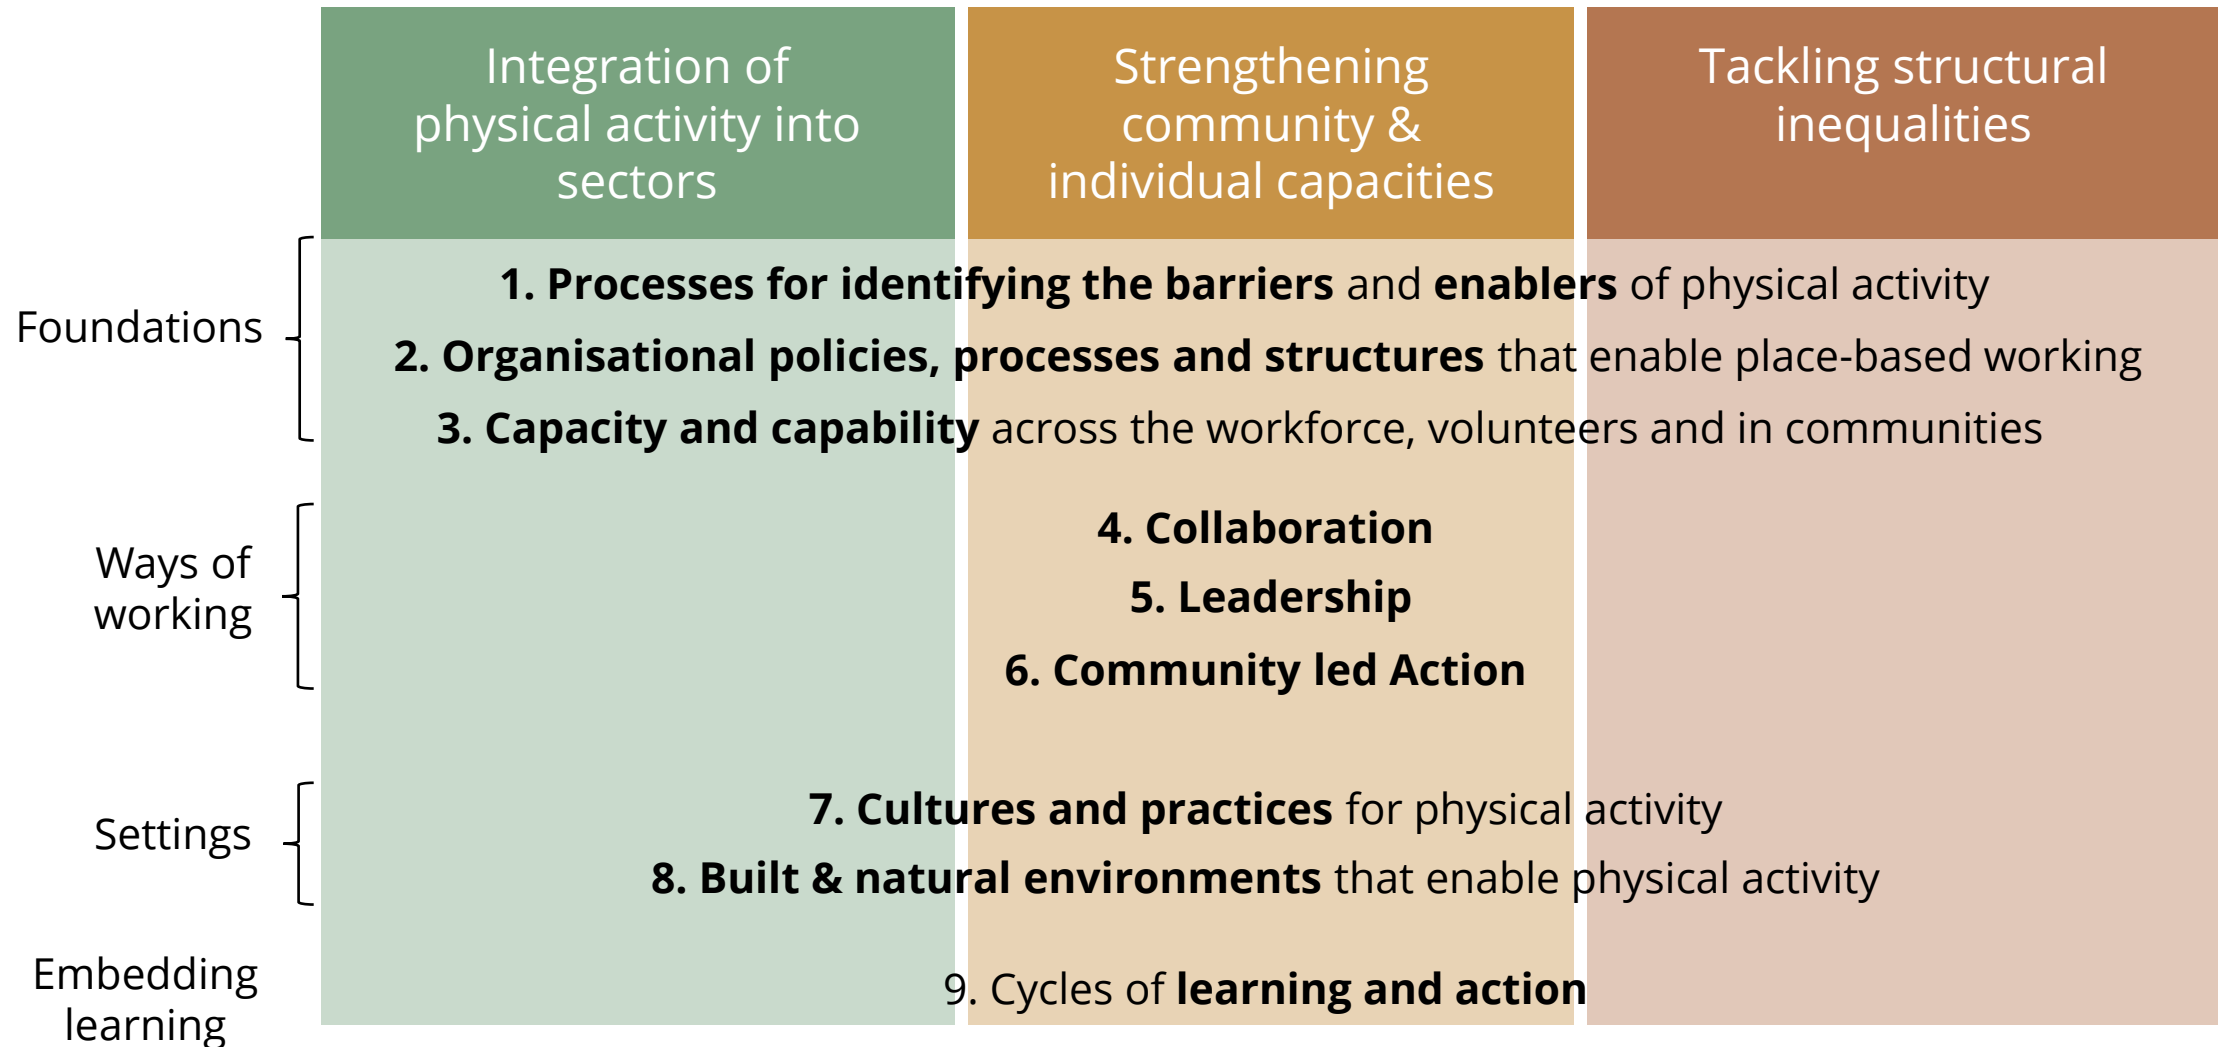 Integration of
physical activity into
sectors
Strengthening
community &
individual capacities
Tackling structural
inequalities
Foundations
1. Processes for identifying the barriers and enablers of physical activity
2. Organisational policies, processes and structures that enable place-based working
3. Capacity and capability across the workforce, volunteers and in communities
Ways of
working
4. Collaboration
5. Leadership
6. Community led Action
Settings
7. Cultures and practices for physical activity
8. Built & natural environments that enable physical activity
Embedding
learning
9. Cycles of learning and action